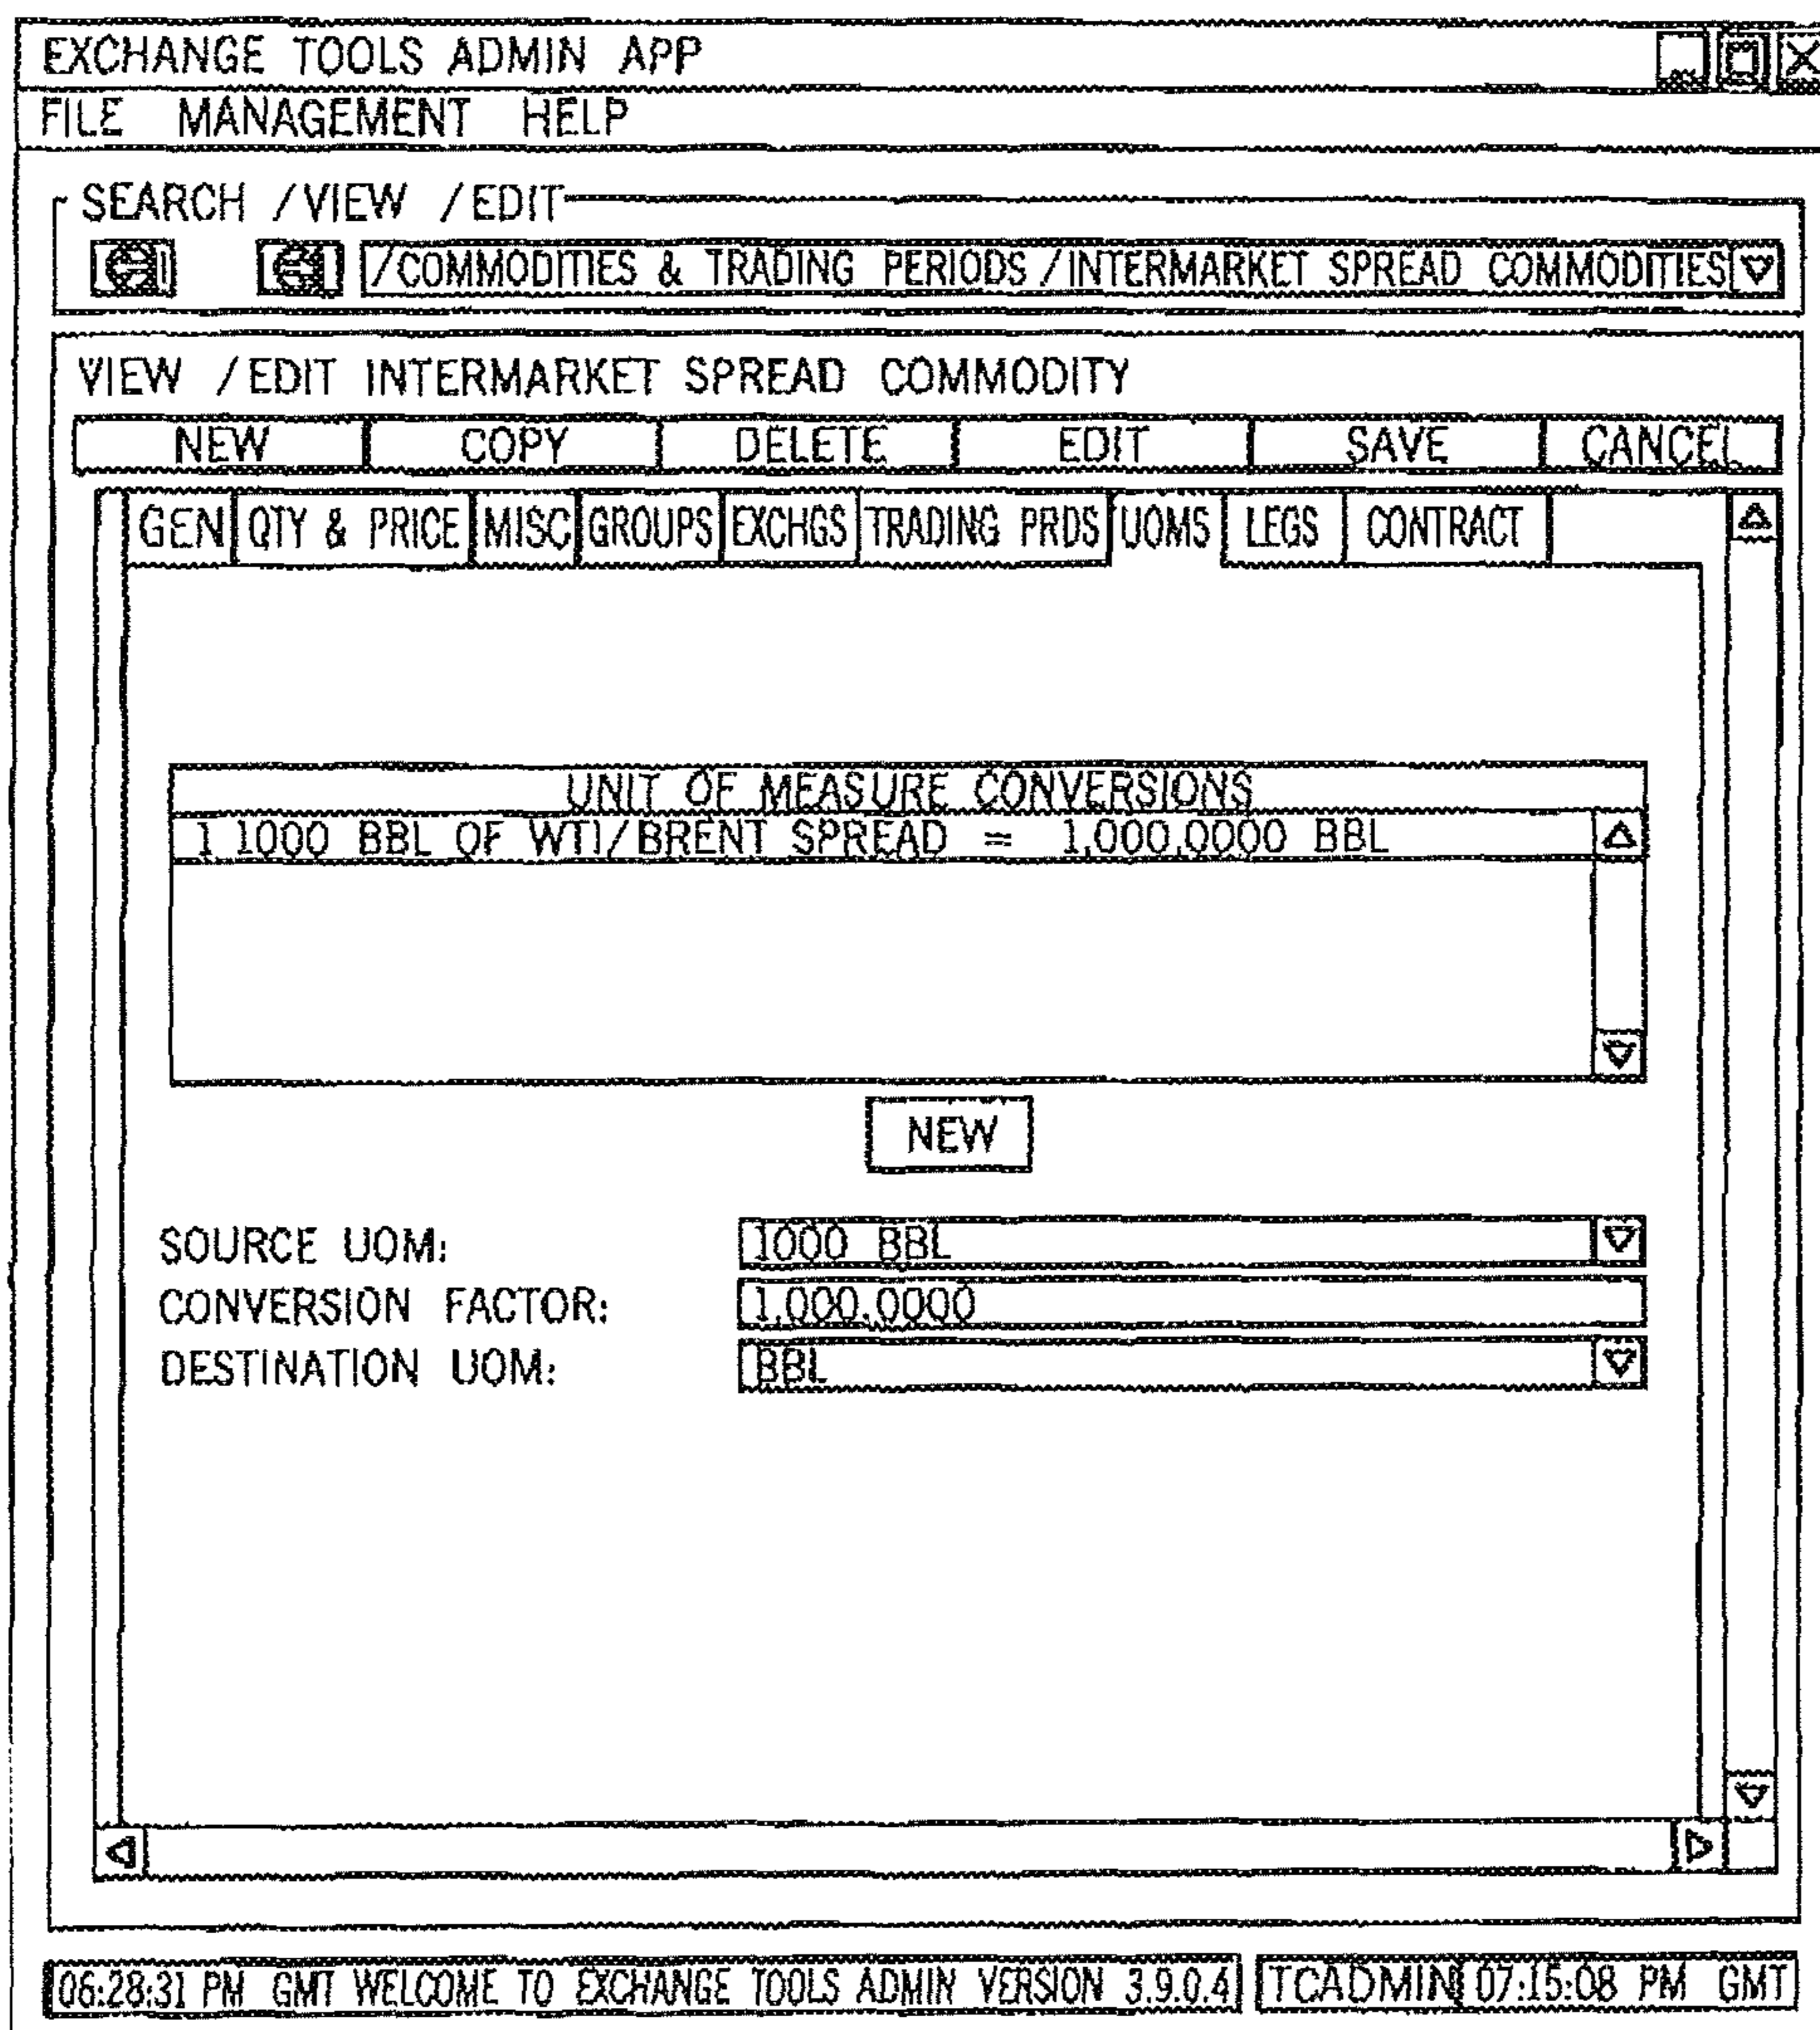 EXCHANGE TOOLS ADMIN APP
FILE MANAGEMENT HELP
SEARCH /VIEW /EDIT
/COMMODITIES & TRADING PERIODS /INTERMARKET SPREAD COMMODITIES
VIEW /EDIT INTERMARKET SPREAD COMMODITY
NEW COPY DELETE EDIT SAVE CANCEL
GEN QTY & PRICE MISC GROUPS EXCHGS TRADING PRDS UOMS LEGS CONTRACT
UNIT OF MEASURE CONVERSIONS
1 1000 BBL OF WTI/BRENT SPREAD = 1,000.0000 BBL
NEW
SOURCE UOM: 1000 BBL
CONVERSION FACTOR: 1,000.0000
DESTINATION UOM: BBL
06:28:31 PM GMT WELCOME TO EXCHANGE TOOLS ADMIN VERSION 3.9.0.4 TCADMIN 07:15:08 PM GMT